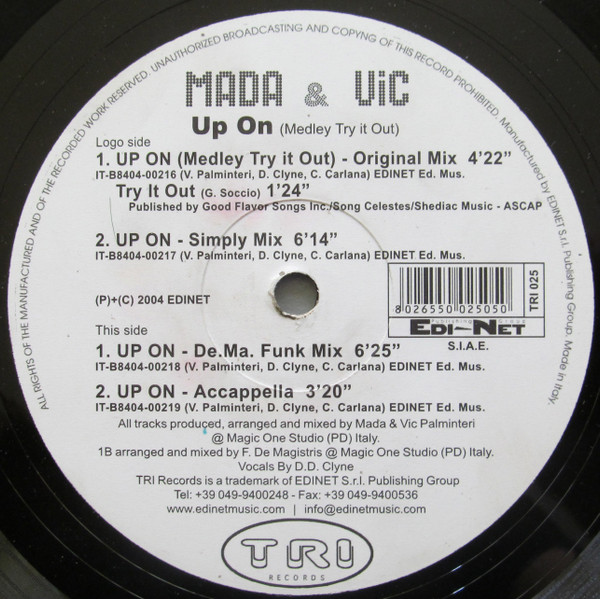 ALL RIGHTS OF THE MANUFACTURED AND OF THE RECORDED WORK RESERVED. UNAUTHORIZED BROADCASTING AND COPYNG OF THIS RECORD PROHIBITED. Manufactured by EDINET S.r.l. Publishing Group. Made in Italy.
MADA & ViC
Up On (Medley Try it Out)
Logo side
1. UP ON (Medley Try it Out) - Original Mix 4'22"
IT-B8404-00216 (V. Palminteri, D. Clyne, C. Carlana) EDINET Ed. Mus.
Try It Out (G. Soccio) 1'24"
Published by Good Flavor Songs Inc./Song Celestes/Shediac Music - ASCAP
2. UP ON - Simply Mix 6'14"
IT-B8404-00217 (V. Palminteri, D. Clyne, C. Carlana) EDINET Ed. Mus.
(P)+(C) 2004 EDINET
8 026550 025050
TRI 025
Publishing Group
EDI-NET
S.I.A.E.
This side
1. UP ON - De.Ma. Funk Mix 6'25"
IT-B8404-00218 (V. Palminteri, D. Clyne, C. Carlana) EDINET Ed. Mus.
2. UP ON - Accappella 3'20"
IT-B8404-00219 (V. Palminteri, D. Clyne, C. Carlana) EDINET Ed. Mus.
All tracks produced, arranged and mixed by Mada & Vic Palminteri
@ Magic One Studio (PD) Italy.
1B arranged and mixed by F. De Magistris @ Magic One Studio (PD) Italy.
Vocals By D.D. Clyne
TRI Records is a trademark of EDINET S.r.l. Publishing Group
Tel: +39 049-9400248 - Fax: +39 049-9400536
www.edinetmusic.com | info@edinetmusic.com
TRI
RECORDS